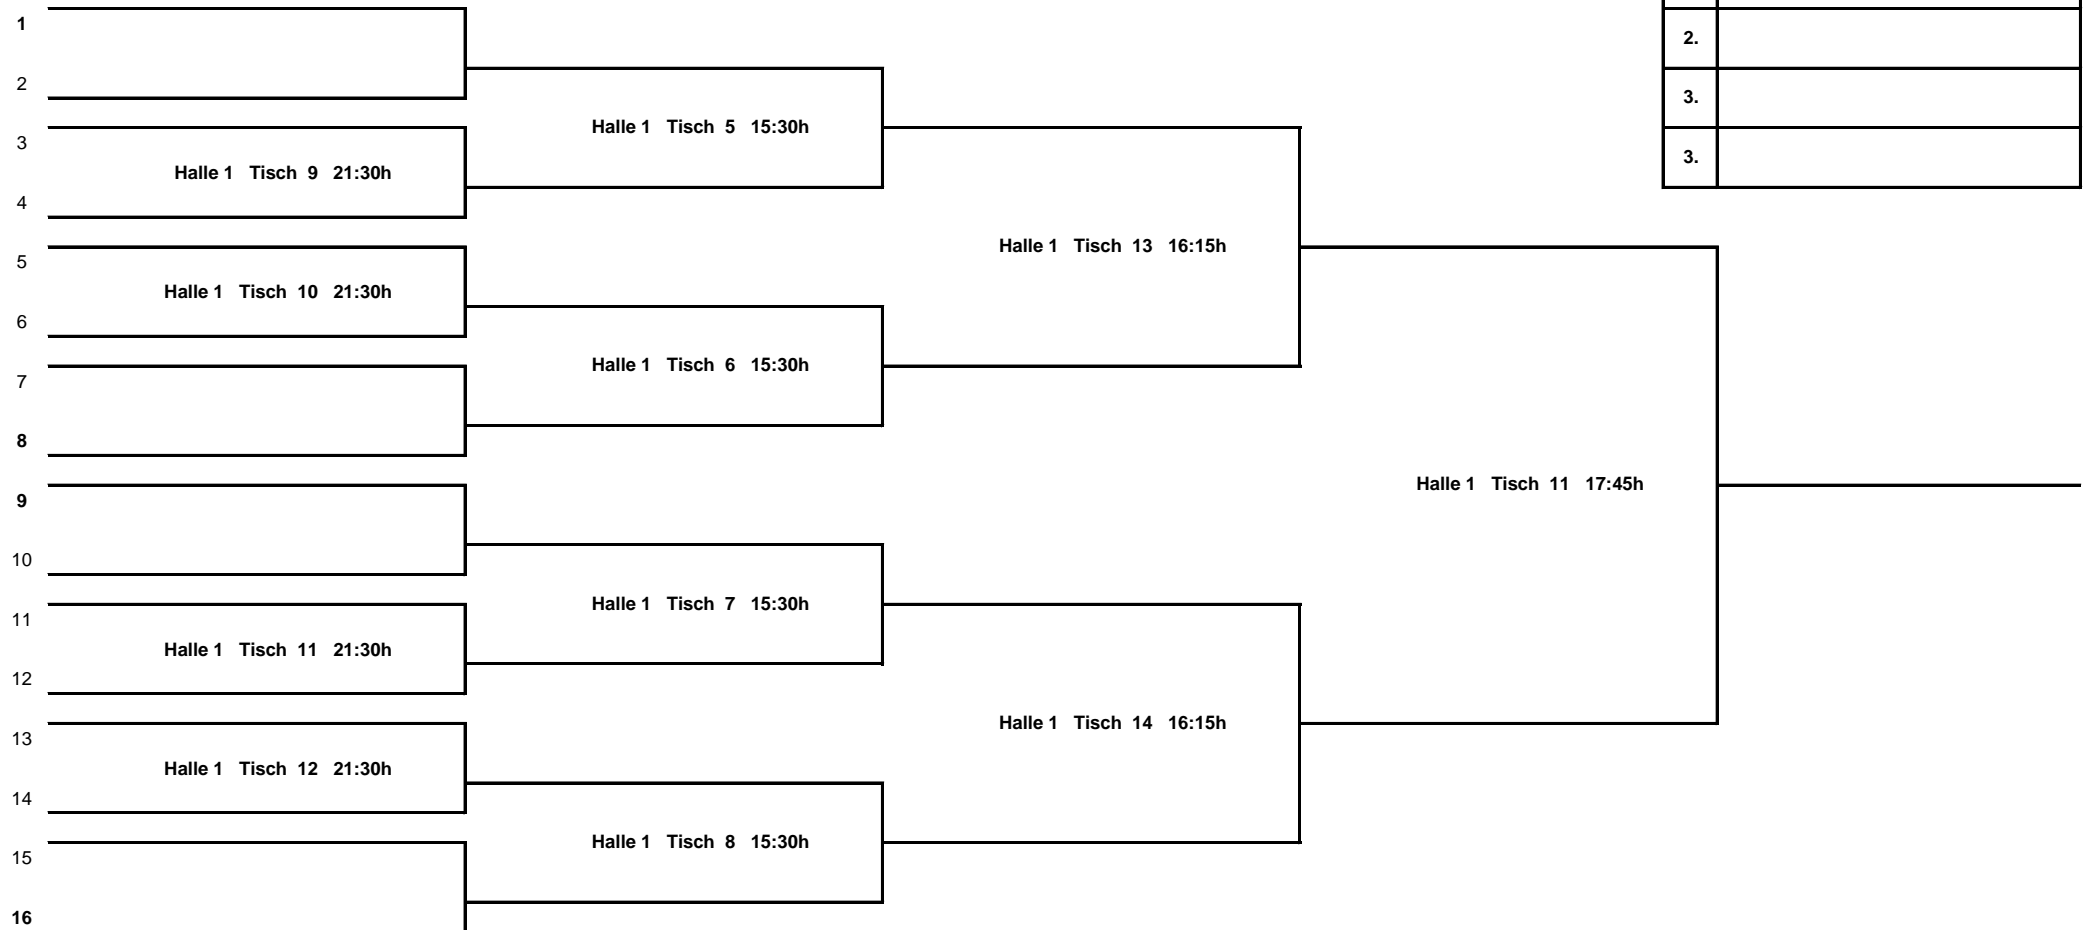 1
2
3
Halle 1 Tisch 9 21:30h
4
5
Halle 1 Tisch 10 21:30h
6
7
8
9
10
11
Halle 1 Tisch 11 21:30h
12
13
Halle 1 Tisch 12 21:30h
14
15
16
Halle 1 Tisch 5 15:30h
Halle 1 Tisch 6 15:30h
Halle 1 Tisch 7 15:30h
Halle 1 Tisch 8 15:30h
Halle 1 Tisch 13 16:15h
Halle 1 Tisch 14 16:15h
Halle 1 Tisch 11 17:45h
2.
3.
3.